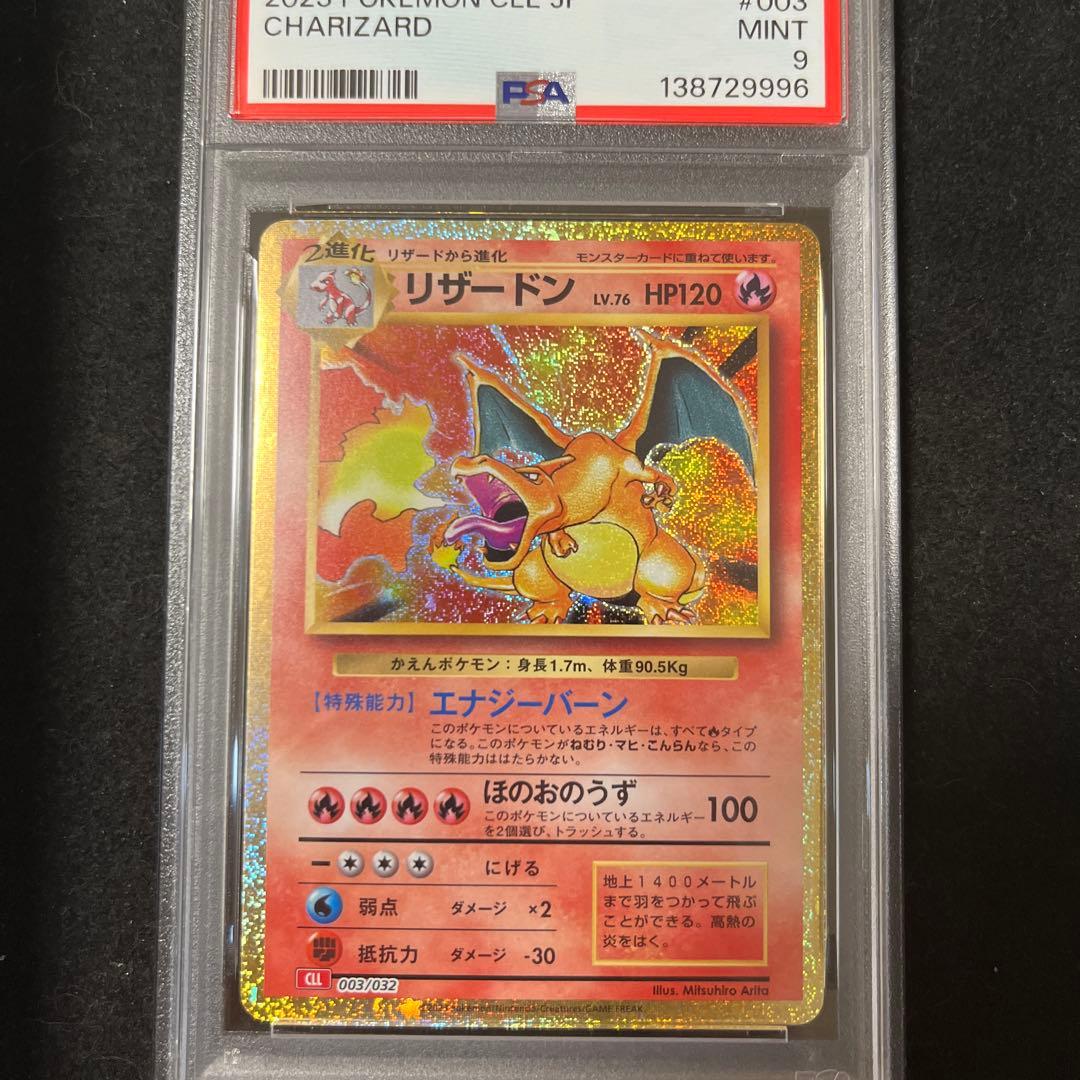 CHARIZARD
#003
MINT
9
PSA
138729996
2進化 リザードから進化
モンスターカードに重ねて使います。
リザードン LV.76 HP120
かえんポケモン:身長1.7m、体重90.5Kg
【特殊能力】 エナジーバーン
このポケモンについているエネルギーは、すべてタイプ
になる。このポケモンがねむり・マヒ・こんらんなら、この
特殊能力ははたらかない。
ほのおのうず 100
このポケモンについているエネルギー
を2個選び、トラッシュする。
にげる
弱点 ダメージ ×2
抵抗力 ダメージ -30
地上1400メートル
まで羽をつかって飛ぶ
ことができる。高熱の
炎をはく。
CLL 003/032
Illus. Mitsuhiro Arita
©2023 Pokémon/Nintendo/Creatures/GAME FREAK.